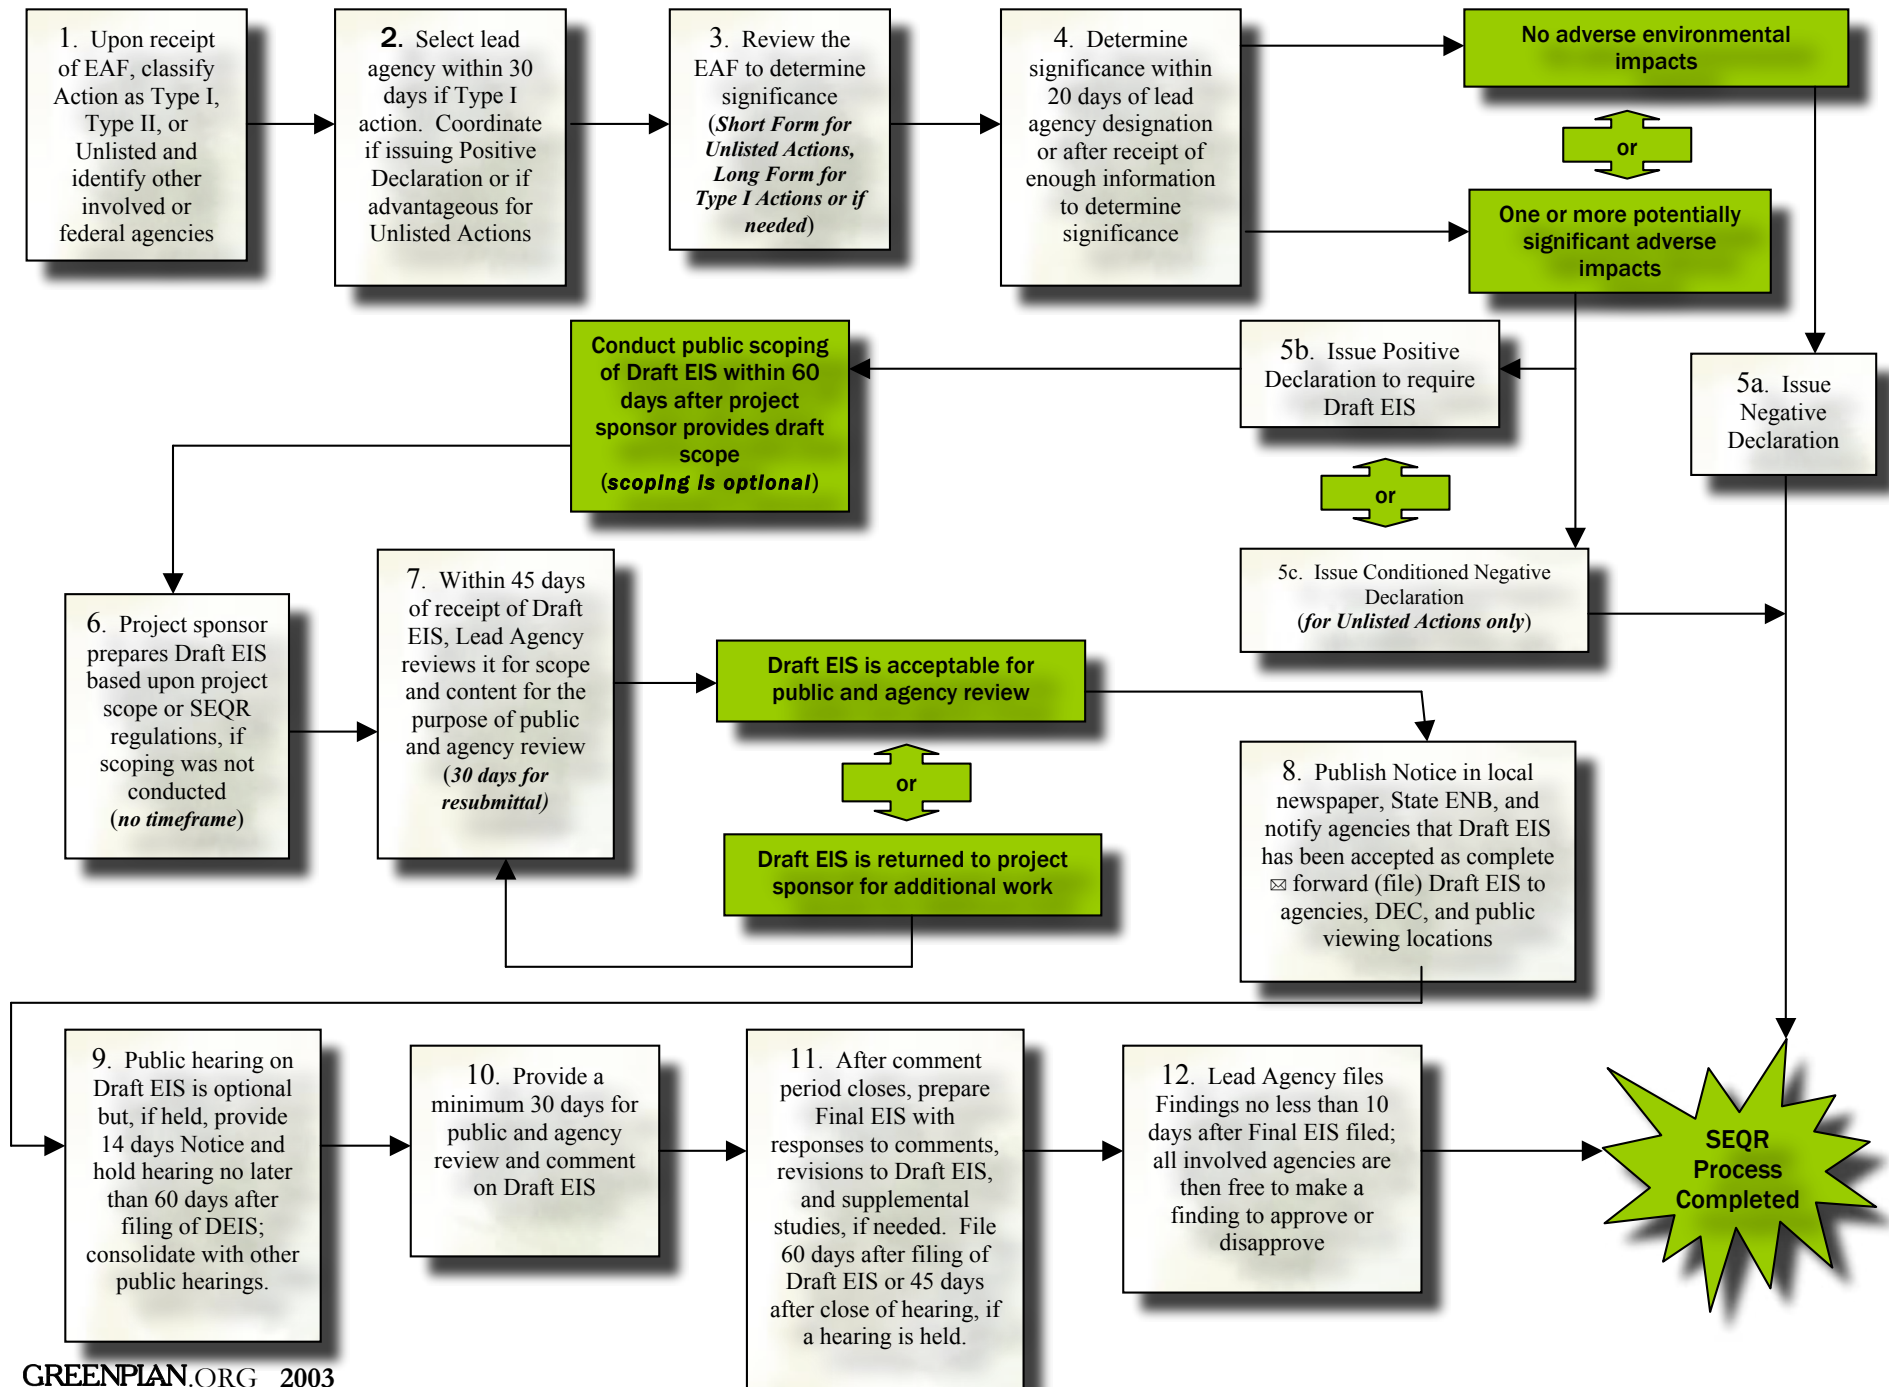 1. Upon receipt
of EAF, classify
Action as Type I,
Type II, or
Unlisted and
identify other
involved or
federal agencies
2. Select lead
agency within 30
days if Type I
action. Coordinate
if issuing Positive
Declaration or if
advantageous for
Unlisted Actions
3. Review the
EAF to determine
significance
(Short Form for
Unlisted Actions,
Long Form for
Type I Actions or if
needed)
4. Determine
significance within
20 days of lead
agency designation
or after receipt of
enough information
to determine
significance
No adverse environmental
impacts
or
One or more potentially
significant adverse
impacts
5a. Issue
Negative
Declaration
5b. Issue Positive
Declaration to require
Draft EIS
or
5c. Issue Conditioned Negative
Declaration
(for Unlisted Actions only)
Conduct public scoping
of Draft EIS within 60
days after project
sponsor provides draft
scope
(scoping is optional)
6. Project sponsor
prepares Draft EIS
based upon project
scope or SEQR
regulations, if
scoping was not
conducted
(no timeframe)
7. Within 45 days
of receipt of Draft
EIS, Lead Agency
reviews it for scope
and content for the
purpose of public
and agency review
(30 days for
resubmittal)
Draft EIS is acceptable for
public and agency review
or
Draft EIS is returned to project
sponsor for additional work
8. Publish Notice in local
newspaper, State ENB, and
notify agencies that Draft EIS
has been accepted as complete
✉ forward (file) Draft EIS to
agencies, DEC, and public
viewing locations
9. Public hearing on
Draft EIS is optional
but, if held, provide
14 days Notice and
hold hearing no later
than 60 days after
filing of DEIS;
consolidate with other
public hearings.
10. Provide a
minimum 30 days for
public and agency
review and comment
on Draft EIS
11. After comment
period closes, prepare
Final EIS with
responses to comments,
revisions to Draft EIS,
and supplemental
studies, if needed. File
60 days after filing of
Draft EIS or 45 days
after close of hearing, if
a hearing is held.
12. Lead Agency files
Findings no less than 10
days after Final EIS filed;
all involved agencies are
then free to make a
finding to approve or
disapprove
SEQR
Process
Completed
GREENPLAN.ORG 2003